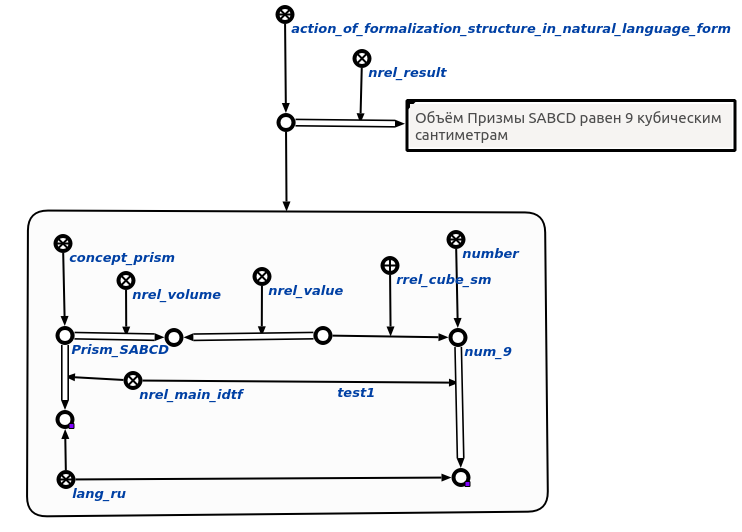 action_of_formalization_structure_in_natural_language_form
nrel_result
Объём Призмы SABCD равен 9 кубическим
сантиметрам
concept_prism
number
nrel_volume
nrel_value
rrel_cube_sm
Prism_SABCD
num_9
nrel_main_idtf
test1
lang_ru